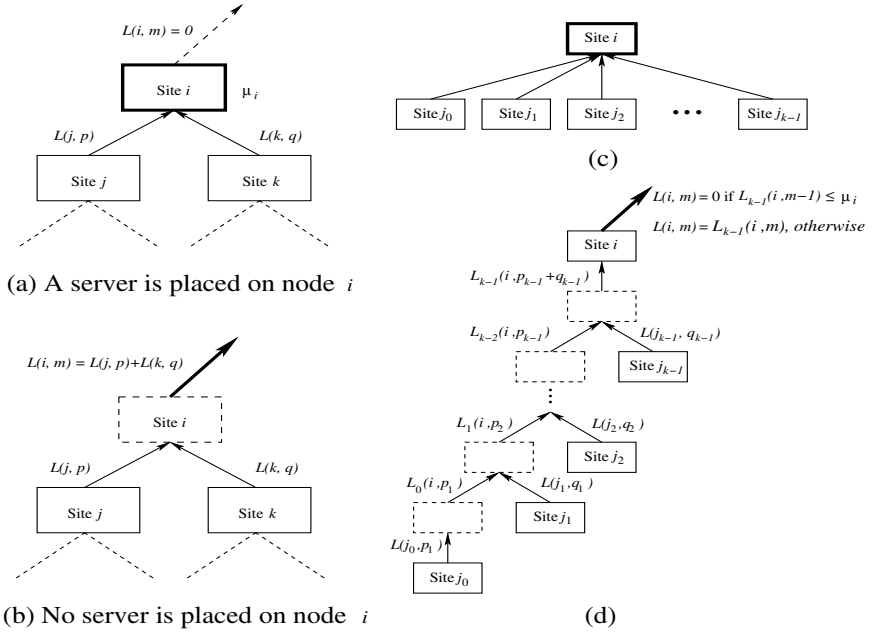 L(i, m) = 0
Site i
μ i
L(j, p)
L(k, q)
Site j
Site k
(a) A server is placed on node i
L(i, m) = L(j, p)+L(k, q)
Site i
L(j, p)
L(k, q)
Site j
Site k
(b) No server is placed on node i
Site i
Site j0
Site j1
Site j2
• • •
Site jk−1
(c)
L(i, m) = 0 if Lk−1(i ,m−1) ≤ μ i
L(i, m) = Lk−1(i ,m), otherwise
Site i
Lk−1(i ,pk−1+qk−1)
Lk−2(i ,pk−1)
L(jk−1, qk−1)
Site jk−1
L1(i ,p2)
L(j2,q2)
Site j2
L0(i ,p1)
L(j1,q1)
Site j1
L(j0,p1)
Site j0
(d)